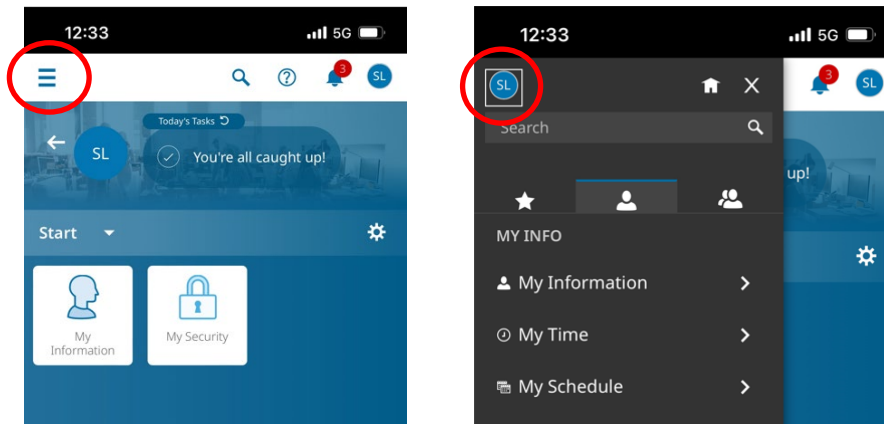 12:33
5G
3
SL
Today's Tasks
SL
You're all caught up!
Start
My
Information
My Security
12:33
5G
SL
3
SL
Search
up!
MY INFO
My Information
My Time
My Schedule